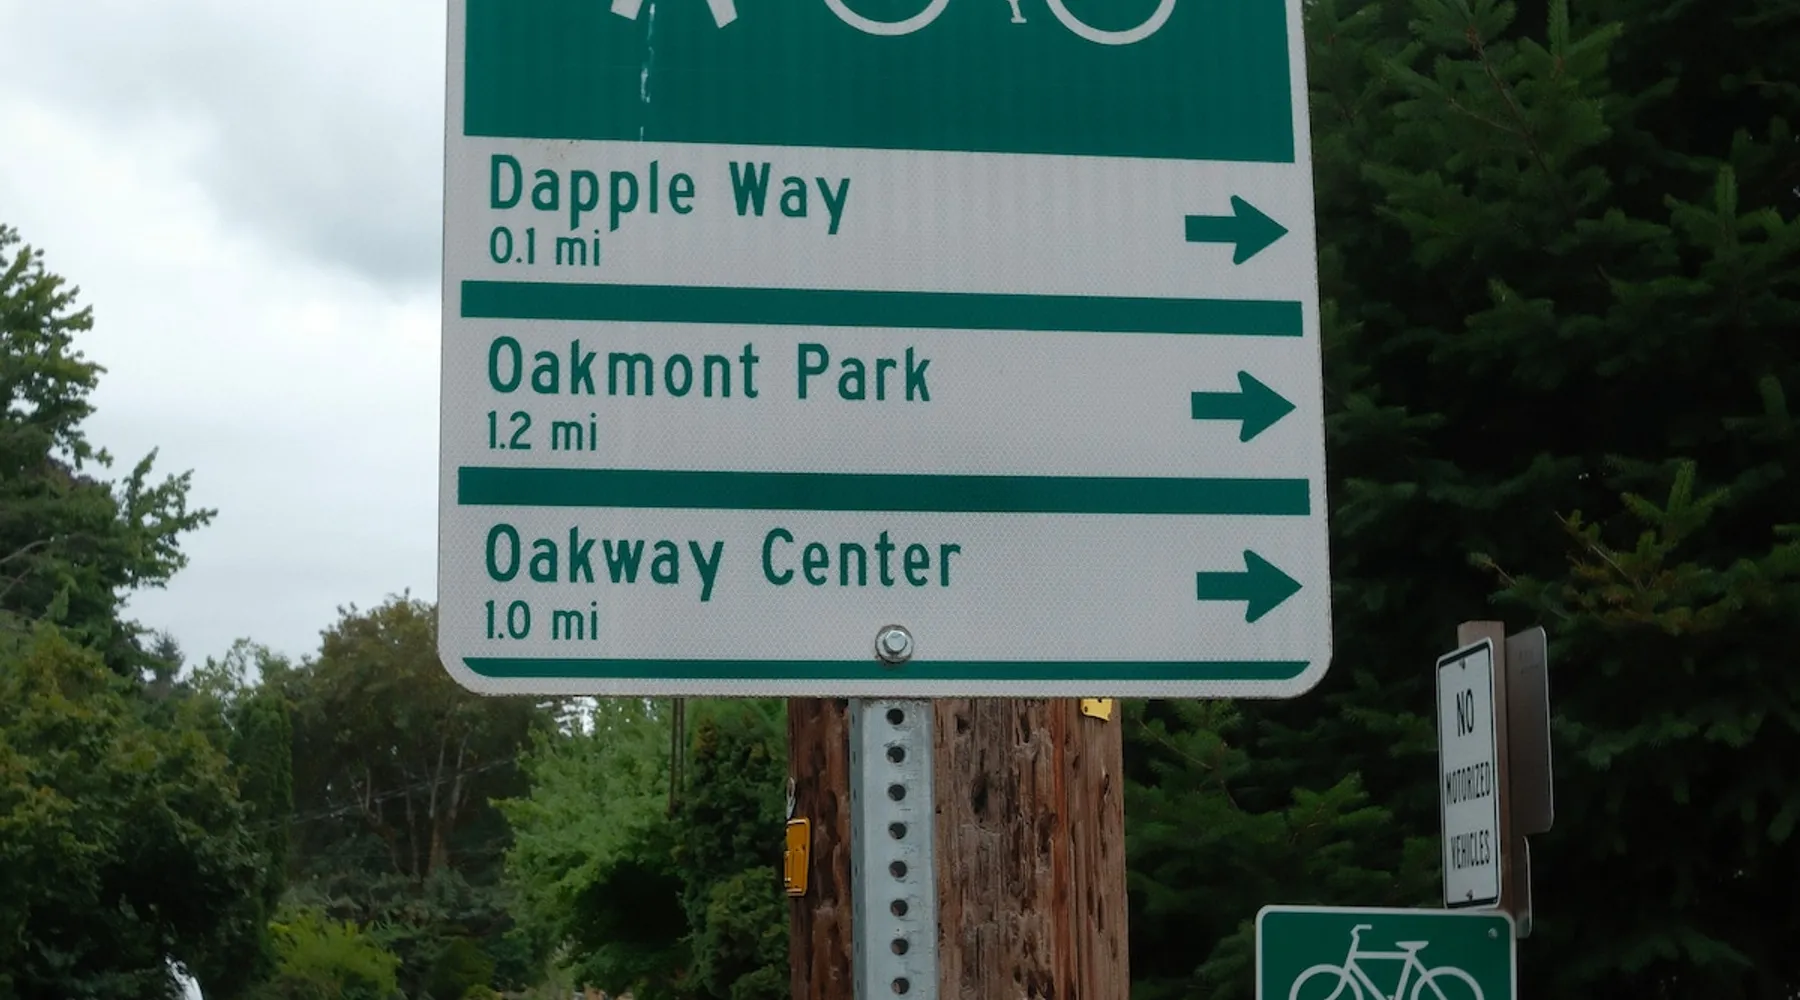 Dapple Way
0.1 mi
Oakmont Park
1.2 mi
Oakway Center
1.0 mi
NO
MOTORIZED
VEHICLES